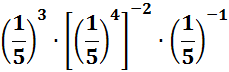 (1/5)³ · [(1/5)⁴]⁻² · (1/5)⁻¹